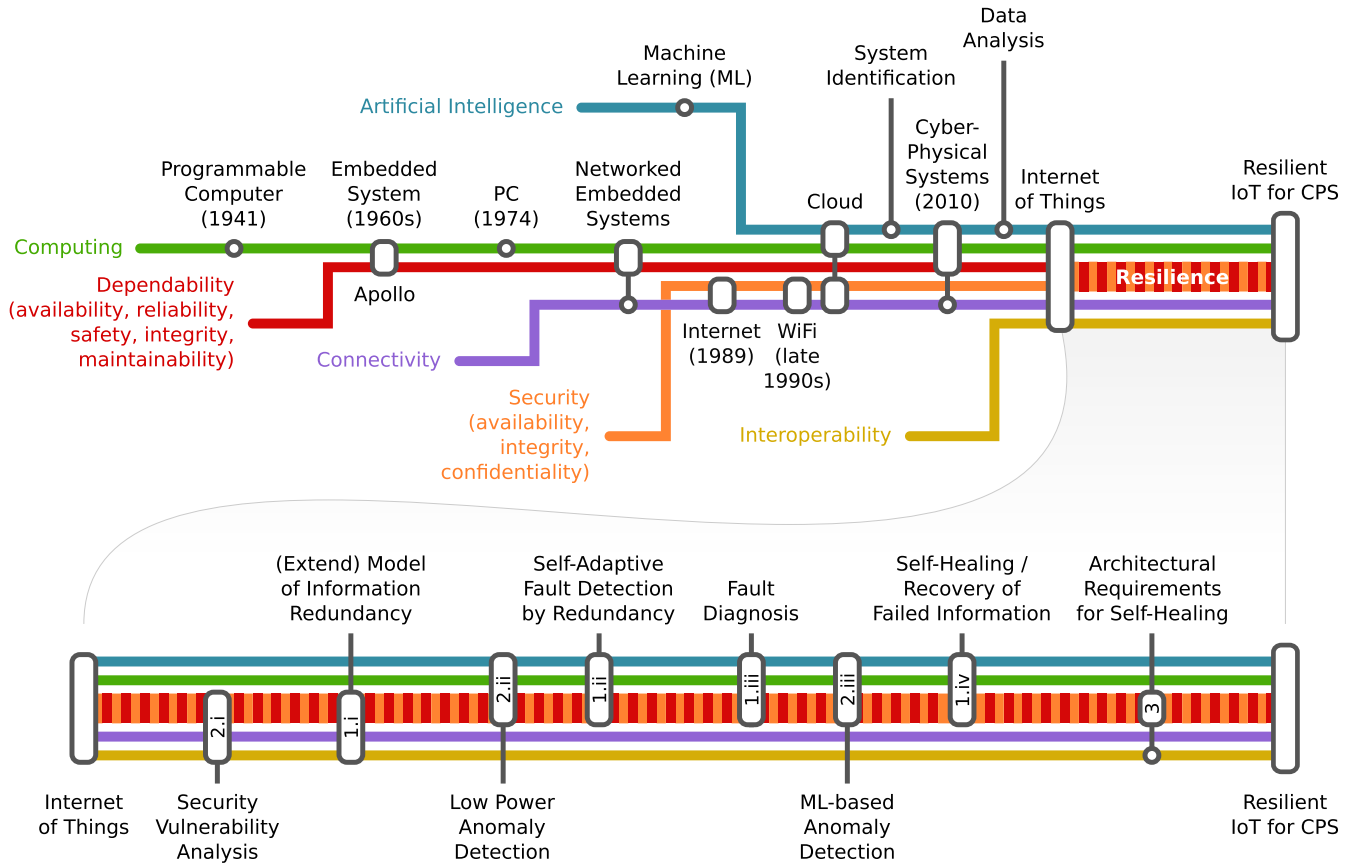 Data
Analysis
Machine
Learning (ML)
System
Identification
Artificial Intelligence
Cyber-
Physical
Systems
(2010)
Programmable
Computer
(1941)
Embedded
System
(1960s)
PC
(1974)
Networked
Embedded
Systems
Cloud
Internet
of Things
Resilient
IoT for CPS
Computing
Dependability
(availability, reliability,
safety, integrity,
maintainability)
Apollo
Resilience
Connectivity
Internet
(1989)
WiFi
(late
1990s)
Security
(availability,
integrity,
confidentiality)
Interoperability
(Extend) Model
of Information
Redundancy
Self-Adaptive
Fault Detection
by Redundancy
Fault
Diagnosis
Self-Healing /
Recovery of
Failed Information
Architectural
Requirements
for Self-Healing
2.i
1.i
2.ii
1.ii
1.iii
2.iii
1.iv
3
Internet
of Things
Security
Vulnerability
Analysis
Low Power
Anomaly
Detection
ML-based
Anomaly
Detection
Resilient
IoT for CPS